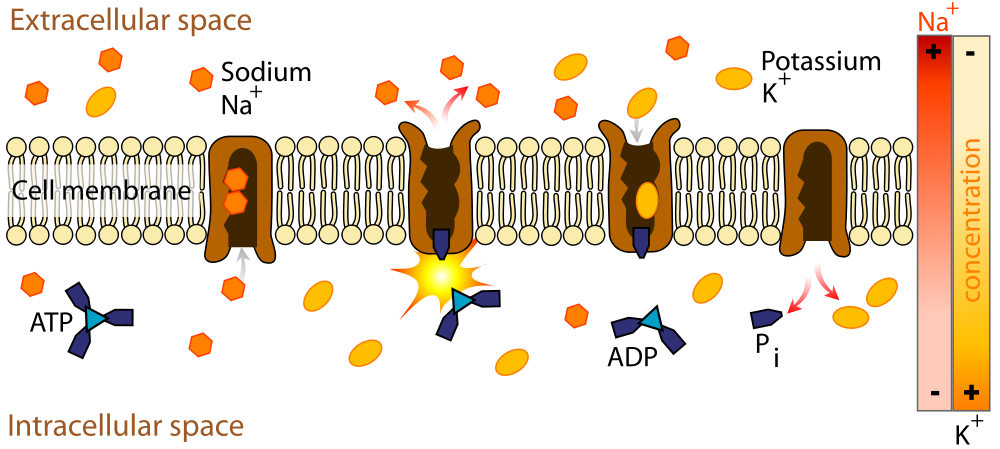 Extracellular space
Na+
+
-
Sodium
Na+
Potassium
K+
Cell membrane
concentration
ATP
ADP
Pi
-
+
Intracellular space
K+